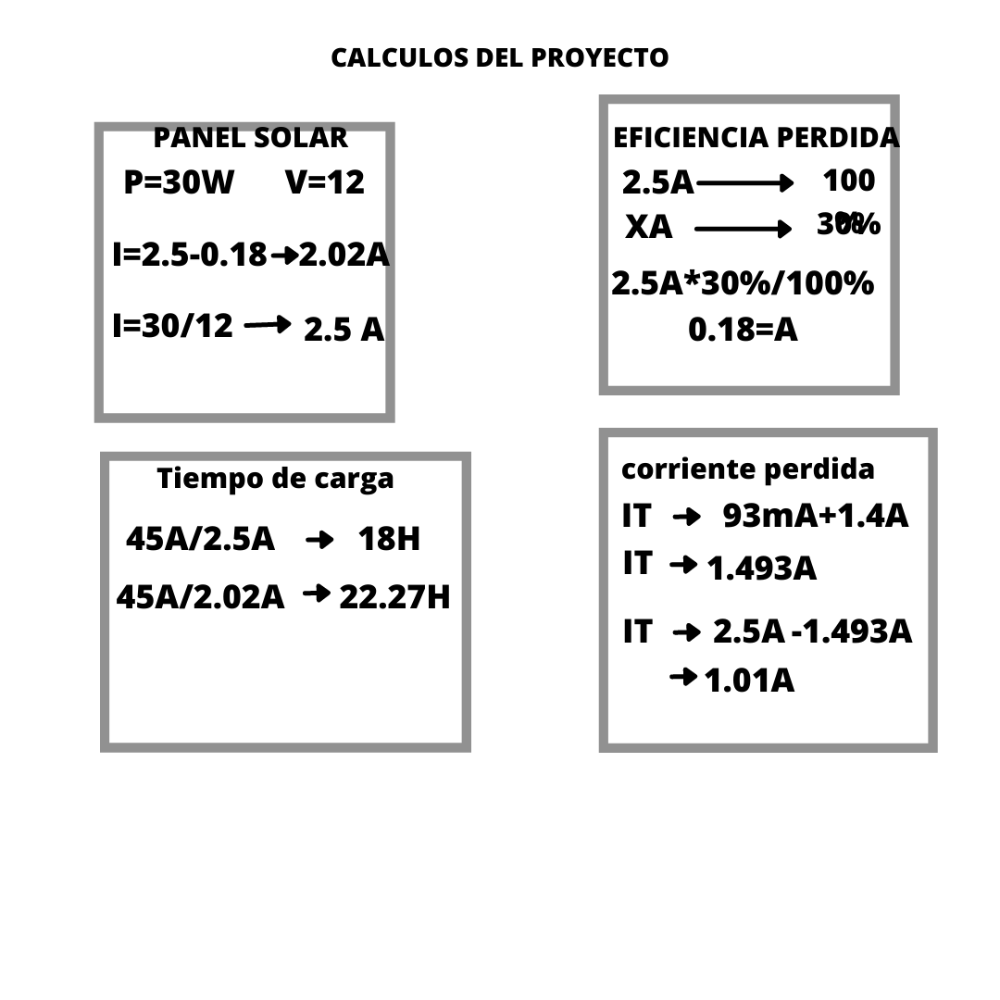 CALCULOS DEL PROYECTO
PANEL SOLAR
P=30W V=12
I=2.5-0.18→2.02A
I=30/12 → 2.5 A
EFICIENCIA PERDIDA
2.5A → 100
XA →
2.5A*30%/100%
0.18=A
Tiempo de carga
45A/2.5A → 18H
45A/2.02A → 22.27H
corriente perdida
IT → 93mA+1.4A
IT → 1.493A
IT → 2.5A -1.493A
→ 1.01A